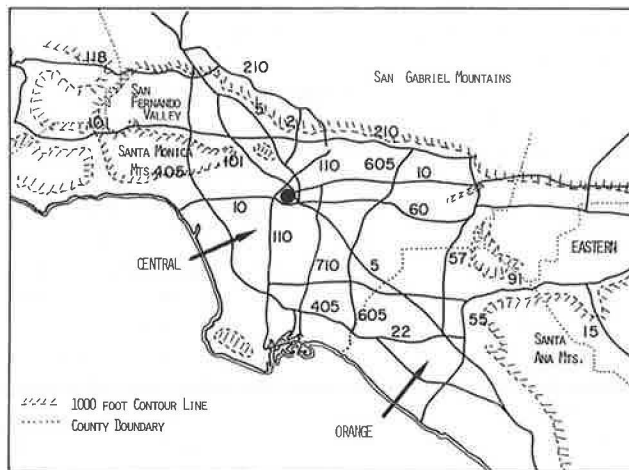 118
210
SAN GABRIEL MOUNTAINS
SAN
FERNANDO
VALLEY
5
2
101
210
SANTA MONICA
MTS.
405
101
110
605
10
10
60
110
EASTERN
CENTRAL
710
5
57
91
405
605
22
55
15
SANTA
ANA MTS.
1000 FOOT CONTOUR LINE
COUNTY BOUNDARY
ORANGE